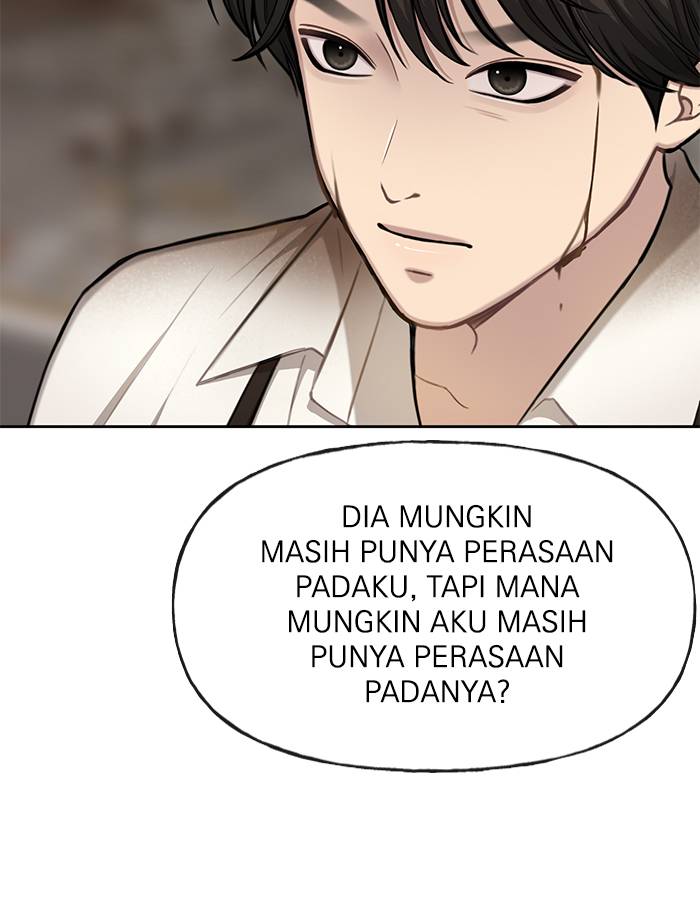 DIA MUNGKIN
MASIH PUNYA PERASAAN
PADAKU, TAPI MANA
MUNGKIN AKU MASIH
PUNYA PERASAAN
PADANYA?